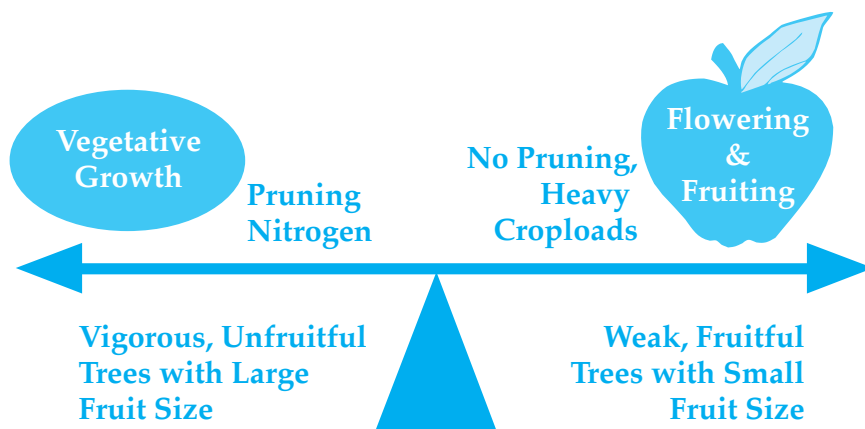 Vegetative
Growth
Pruning
Nitrogen
No Pruning,
Heavy
Croploads
Flowering
&
Fruiting
Vigorous, Unfruitful
Trees with Large
Fruit Size
Weak, Fruitful
Trees with Small
Fruit Size